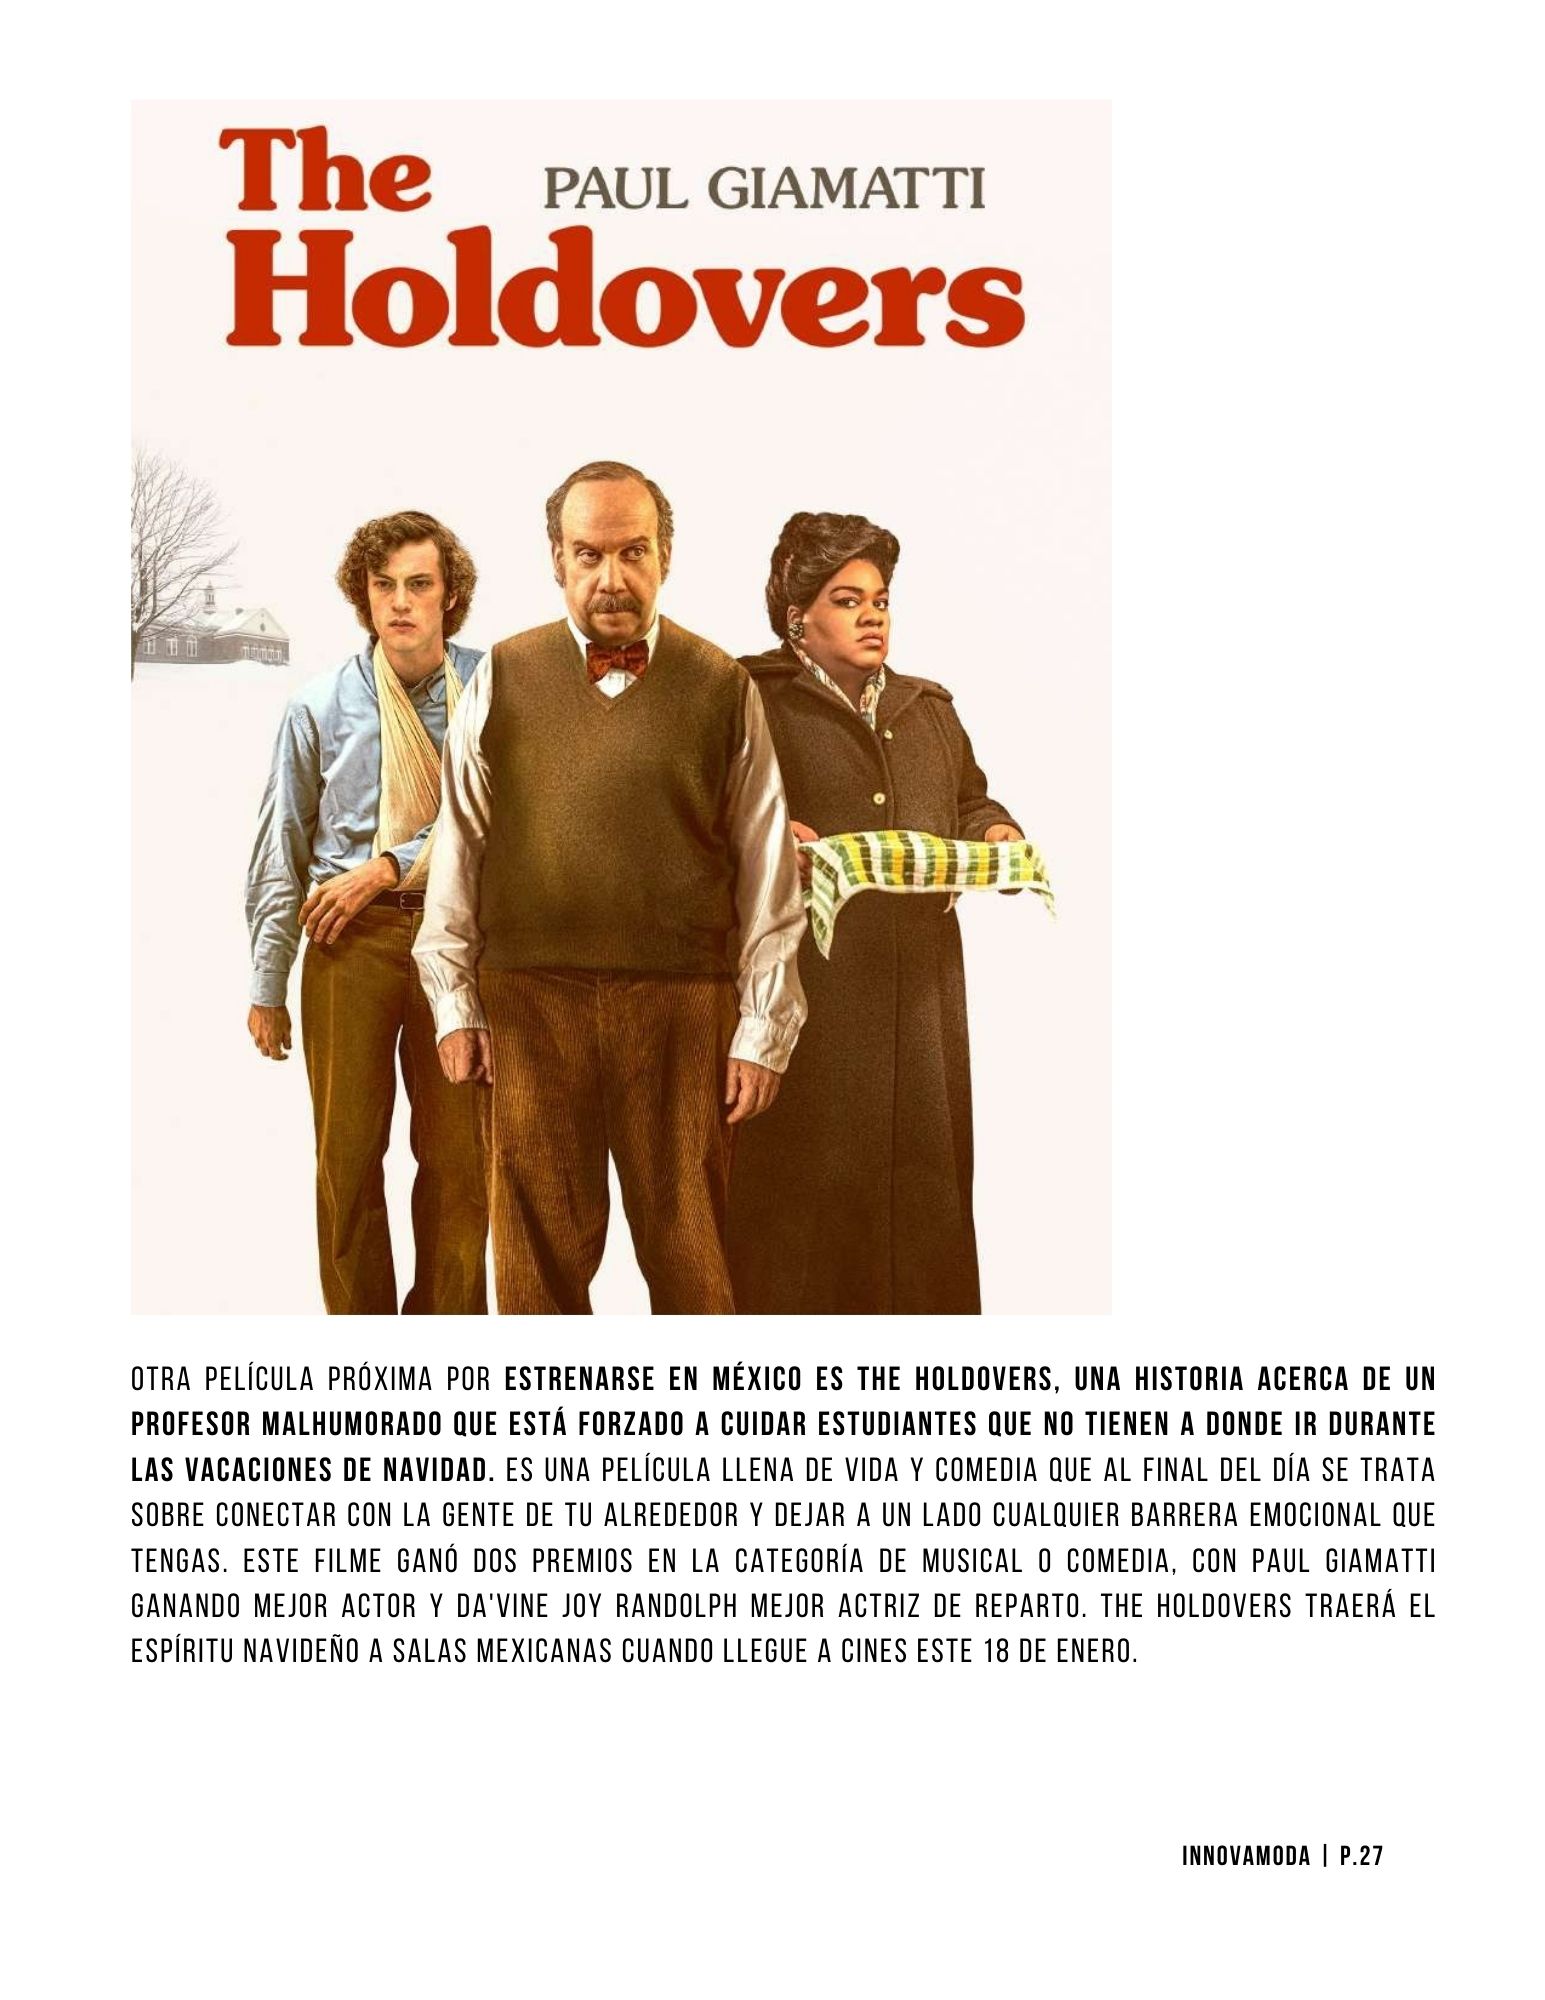 The
PAUL GIAMATTI
Holdovers
OTRA PELÍCULA PRÓXIMA POR ESTRENARSE EN MÉXICO ES THE HOLDOVERS, UNA HISTORIA ACERCA DE UN
PROFESOR MALHUMORADO QUE ESTÁ FORZADO A CUIDAR ESTUDIANTES QUE NO TIENEN A DONDE IR DURANTE
LAS VACACIONES DE NAVIDAD. ES UNA PELÍCULA LLENA DE VIDA Y COMEDIA QUE AL FINAL DEL DÍA SE TRATA
SOBRE CONECTAR CON LA GENTE DE TU ALREDEDOR Y DEJAR A UN LADO CUALQUIER BARRERA EMOCIONAL QUE
TENGAS. ESTE FILME GANÓ DOS PREMIOS EN LA CATEGORÍA DE MUSICAL O COMEDIA, CON PAUL GIAMATTI
GANANDO MEJOR ACTOR Y DA'VINE JOY RANDOLPH MEJOR ACTRIZ DE REPARTO. THE HOLDOVERS TRAERÁ EL
ESPÍRITU NAVIDEÑO A SALAS MEXICANAS CUANDO LLEGUE A CINES ESTE 18 DE ENERO.
INNOVAMODA | P.27